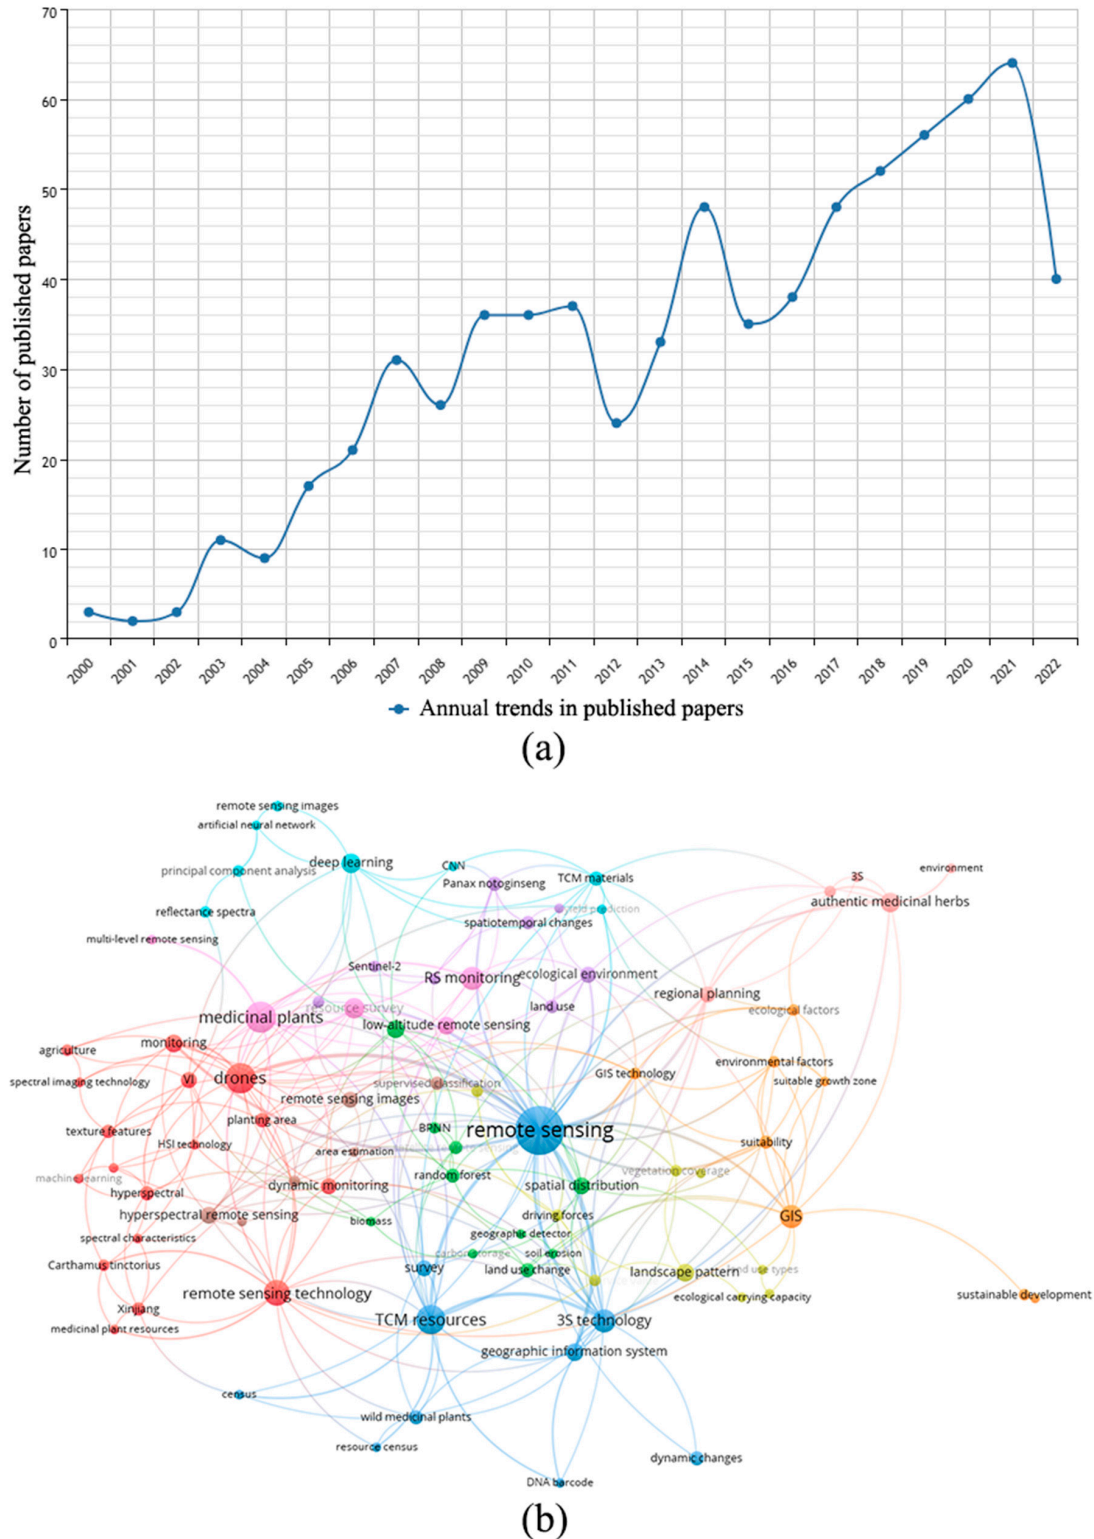 70
60
50
40
30
20
10
0
Number of published papers
2000 2001 2002 2003 2004 2005 2006 2007 2008 2009 2010 2011 2012 2013 2014 2015 2016 2017 2018 2019 2020 2021 2022
Annual trends in published papers
(a)
remote sensing images
artificial neural network
deep learning
CNN
principal component analysis
3S
environment
Panax notoginseng
TCM materials
authentic medicinal herbs
reflectance spectra
yield prediction
spatiotemporal changes
multi-level remote sensing
Sentinel-2
RS monitoring
ecological environment
regional planning
resource survey
land use
ecological factors
medicinal plants
low-altitude remote sensing
monitoring
agriculture
environmental factors
drones
GIS technology
spectral imaging technology
VI
supervised classification
suitable growth zone
remote sensing images
planting area
BPNN
remote sensing
texture features
HSI technology
suitability
area estimation
machine learning
random forest
vegetation coverage
dynamic monitoring
spatial distribution
hyperspectral
hyperspectral remote sensing
biomass
driving forces
GIS
geographic detector
spectral characteristics
carbon storage
soil erosion
Carthamus tinctorius
survey
land use change
landscape pattern
land use types
remote sensing technology
ecological carrying capacity
sustainable development
Xinjiang
TCM resources
3S technology
medicinal plant resources
geographic information system
census
wild medicinal plants
resource census
dynamic changes
DNA barcode
(b)